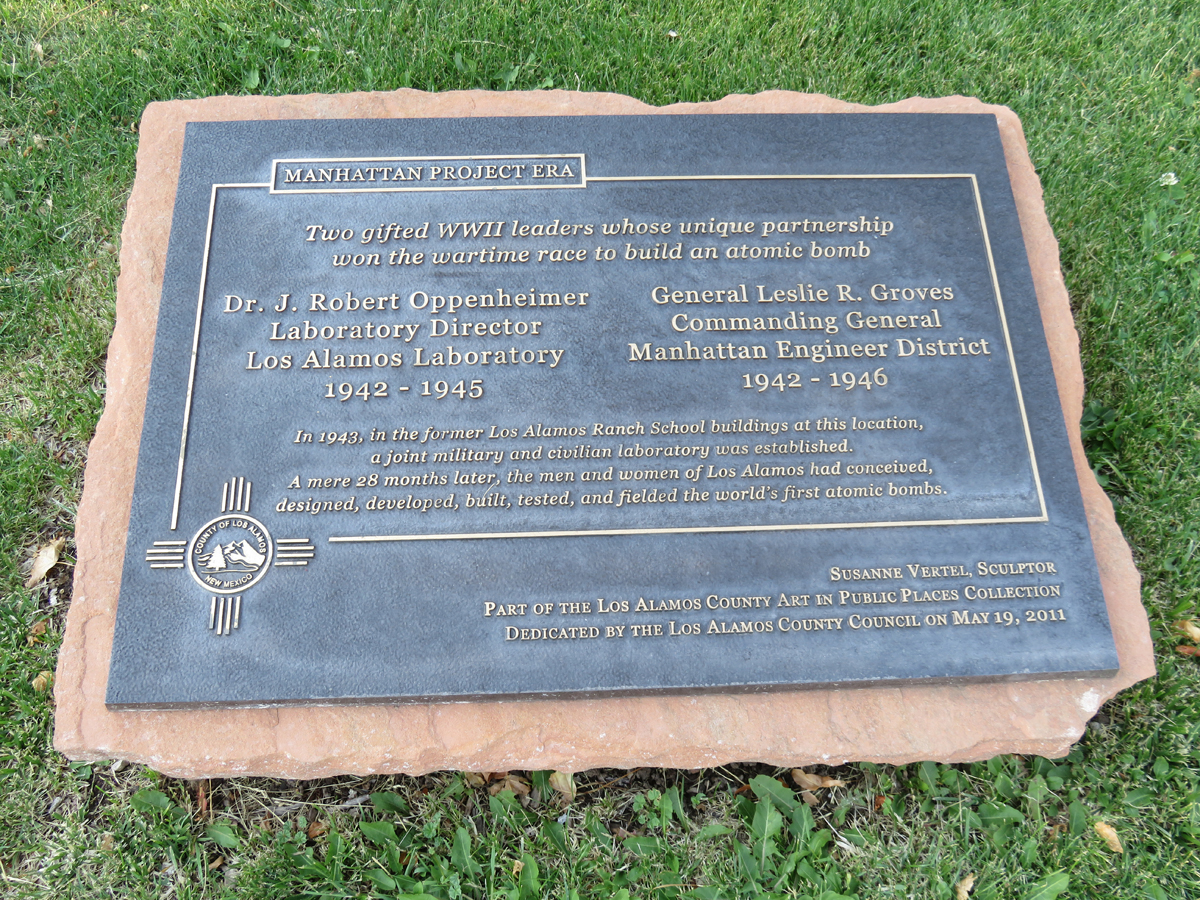 MANHATTAN PROJECT ERA
Two gifted WWII leaders whose unique partnership
won the wartime race to build an atomic bomb
Dr. J. Robert Oppenheimer
Laboratory Director
Los Alamos Laboratory
1942 - 1945
General Leslie R. Groves
Commanding General
Manhattan Engineer District
1942 - 1946
In 1943, in the former Los Alamos Ranch School buildings at this location,
a joint military and civilian laboratory was established.
A mere 28 months later, the men and women of Los Alamos had conceived,
designed, developed, built, tested, and fielded the world's first atomic bombs.
COUNTY OF LOS ALAMOS
NEW MEXICO
SUSANNE VERTEL, SCULPTOR
PART OF THE LOS ALAMOS COUNTY ART IN PUBLIC PLACES COLLECTION
DEDICATED BY THE LOS ALAMOS COUNTY COUNCIL ON MAY 19, 2011